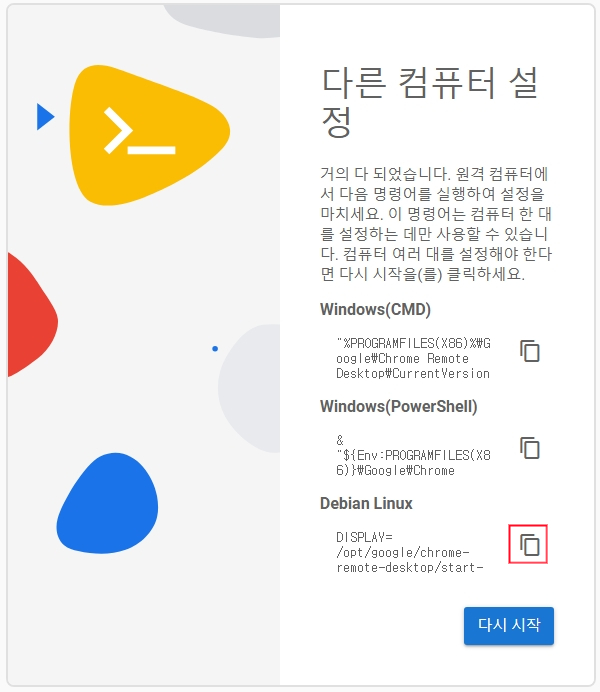 다른 컴퓨터 설
정
거의 다 되었습니다. 원격 컴퓨터에
서 다음 명령어를 실행하여 설정을
마치세요. 이 명령어는 컴퓨터 한 대
를 설정하는 데만 사용할 수 있습니
다. 컴퓨터 여러 대를 설정해야 한다
면 다시 시작을(를) 클릭하세요.
Windows(CMD)
"%PROGRAMFILES(X86)%₩G
oogle₩Chrome Remote
Desktop₩CurrentVersion
Windows(PowerShell)
&
"${Env:PROGRAMFILES(X8
6)}₩Google₩Chrome
Debian Linux
DISPLAY=
/opt/google/chrome-
remote-desktop/start-
다시 시작